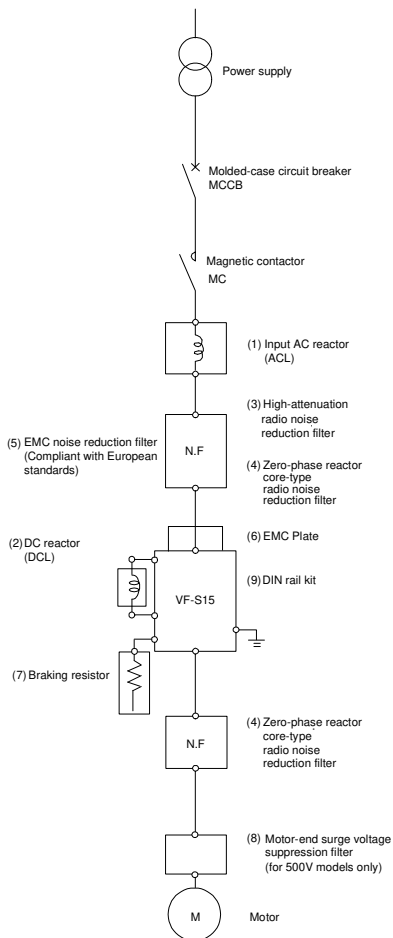 Power supply
Molded-case circuit breaker
MCCB
Magnetic contactor
MC
(1) Input AC reactor
(ACL)
(3) High-attenuation
radio noise
reduction filter
(5) EMC noise reduction filter
(Compliant with European
standards)
N.F
(4) Zero-phase reactor
core-type
radio noise
reduction filter
(6) EMC Plate
(2) DC reactor
(DCL)
(9) DIN rail kit
VF-S15
(7) Braking resistor
(4) Zero-phase reactor
core-type
radio noise
reduction filter
N.F
(8) Motor-end surge voltage
suppression filter
(for 500V models only)
M
Motor